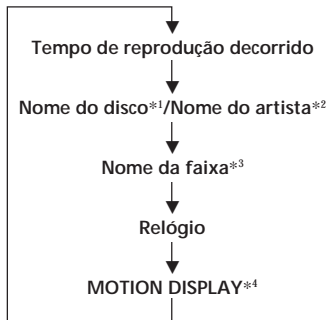 Tempo de reprodução decorrido
Nome do disco*1/Nome do artista*2
Nome da faixa*3
Relógio
MOTION DISPLAY*4